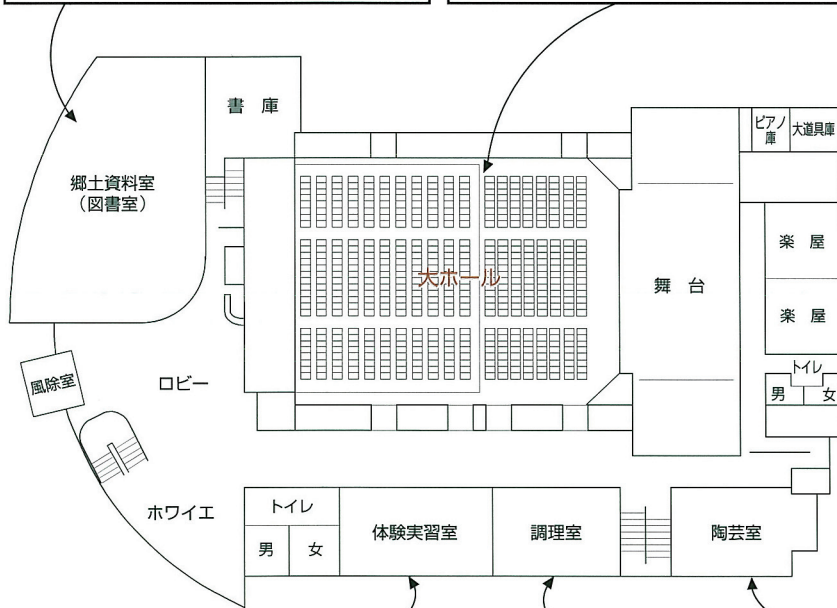 書 庫
ピアノ
庫
大道具庫
郷土資料室
（図書室）
楽 屋
大ホール
舞 台
楽 屋
トイレ
男
女
風除室
ロビー
ホワイエ
トイレ
男
女
体験実習室
調理室
陶芸室